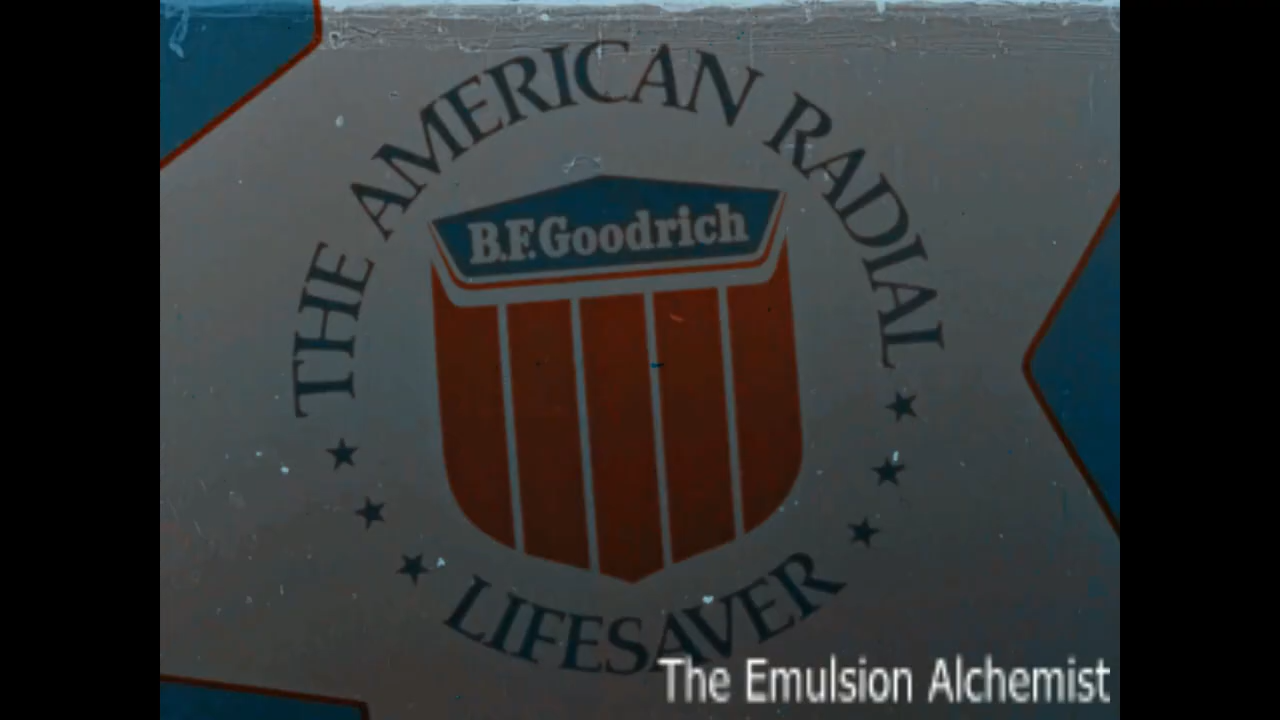 THE AMERICAN RADIAL
B.F.Goodrich
LIFESAVER
The Emulsion Alchemist